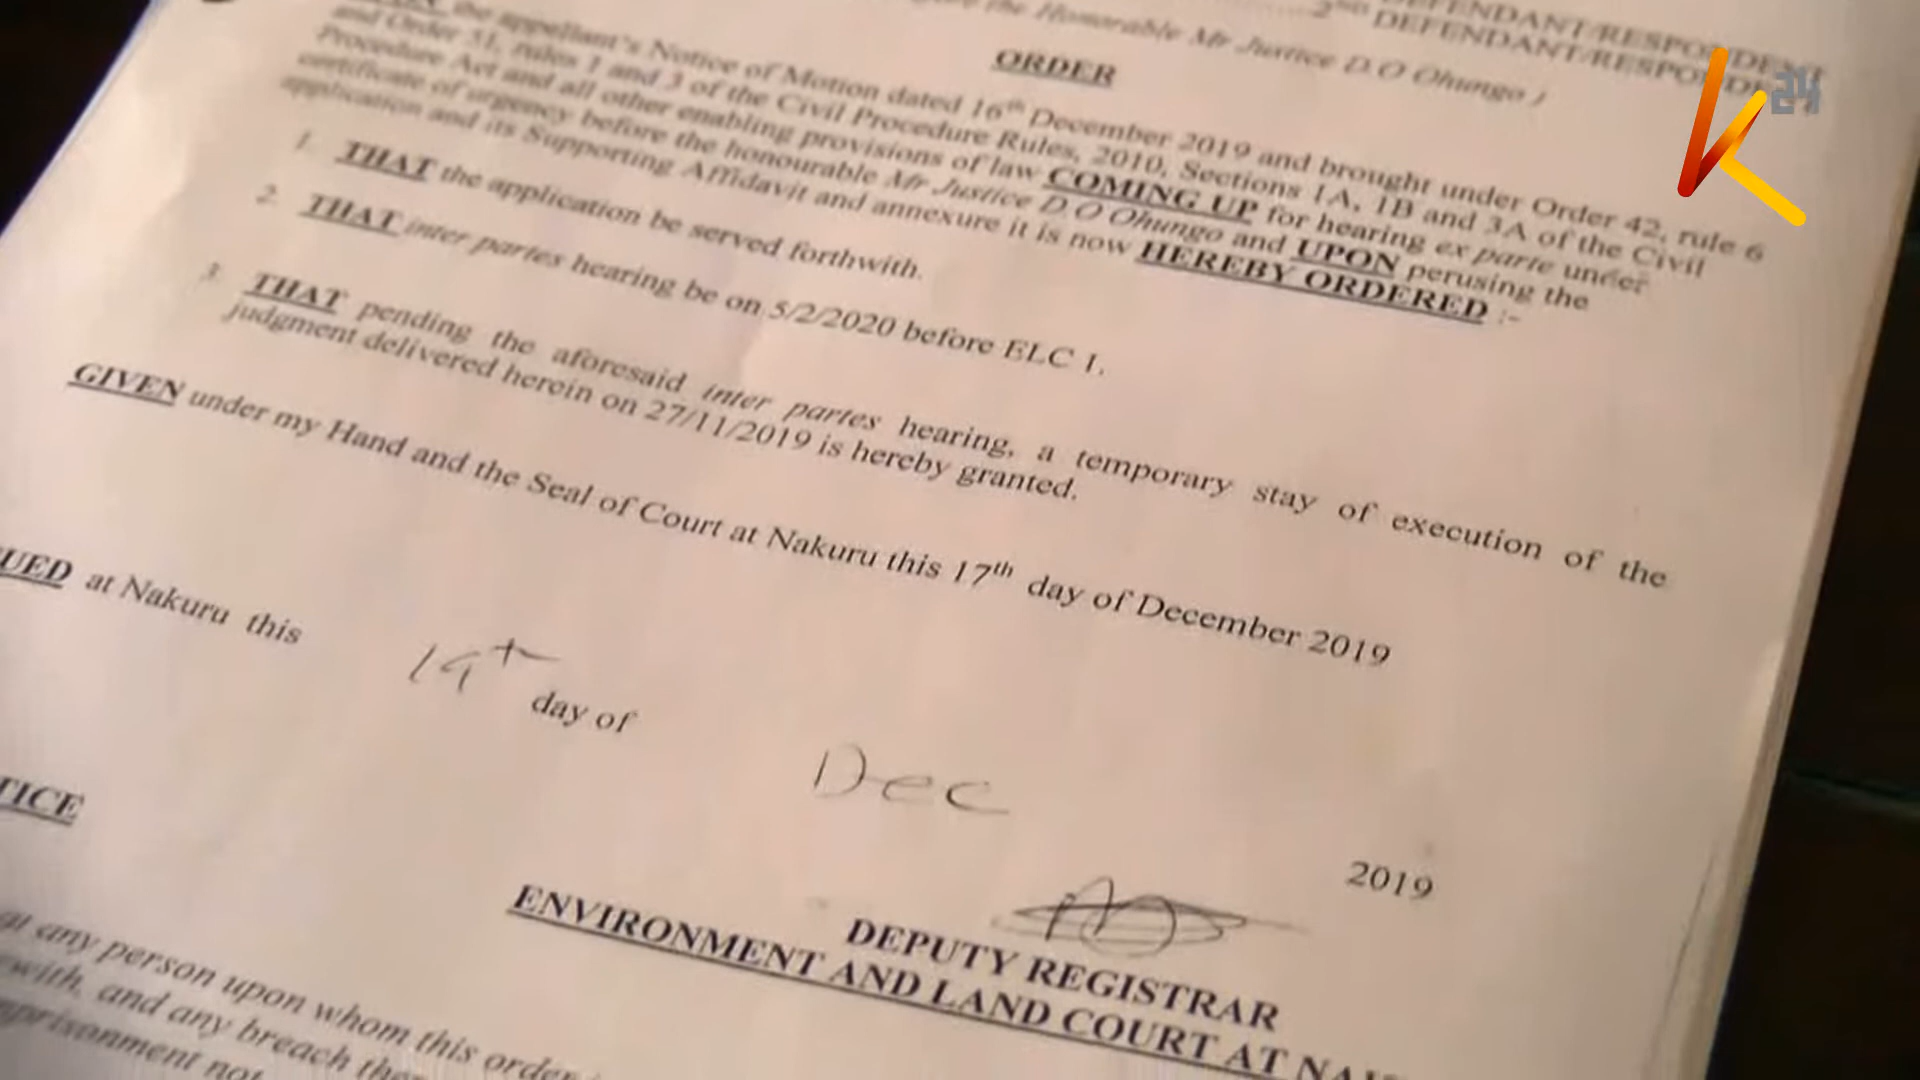 2ND DEFENDANT/RESPONDENT
the Honorable Mr Justice D.O Ohungo J
ORDER
the appellant's Notice of Motion dated 16th December 2019 and brought under Order 42, rule 6
and Order 51, rules 1 and 3 of the Civil Procedure Rules, 2010, Sections 1A, 1B and 3A of the Civil
Procedure Act and all other enabling provisions of law COMING UP for hearing ex parte under
certificate of urgency before the honourable Mr Justice D O Ohungo and UPON perusing the
application and its Supporting Affidavit and annexure it is now HEREBY ORDERED :-
1. THAT the application be served forthwith.
2. THAT inter partes hearing be on 5/2/2020 before ELC 1.
3. THAT pending the aforesaid inter partes hearing, a temporary stay of execution of the
judgment delivered herein on 27/11/2019 is hereby granted.
GIVEN under my Hand and the Seal of Court at Nakuru this 17th day of December 2019
UED at Nakuru this 19th day of Dec 2019
DEPUTY REGISTRAR
ENVIRONMENT AND LAND COURT AT
TICE
at any person upon whom this order
with, and any breach
not
K24